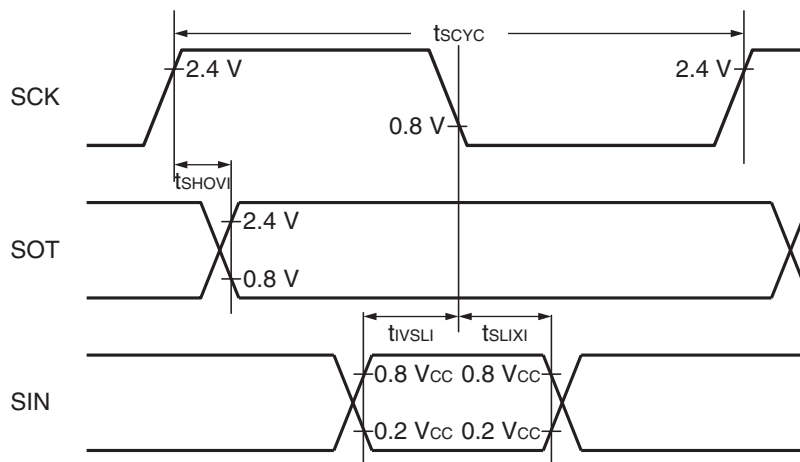 tSCYC
SCK
2.4 V
2.4 V
0.8 V
tSHOVI
SOT
2.4 V
0.8 V
tIVSLI
tSLIXI
SIN
0.8 VCC
0.8 VCC
0.2 VCC
0.2 VCC